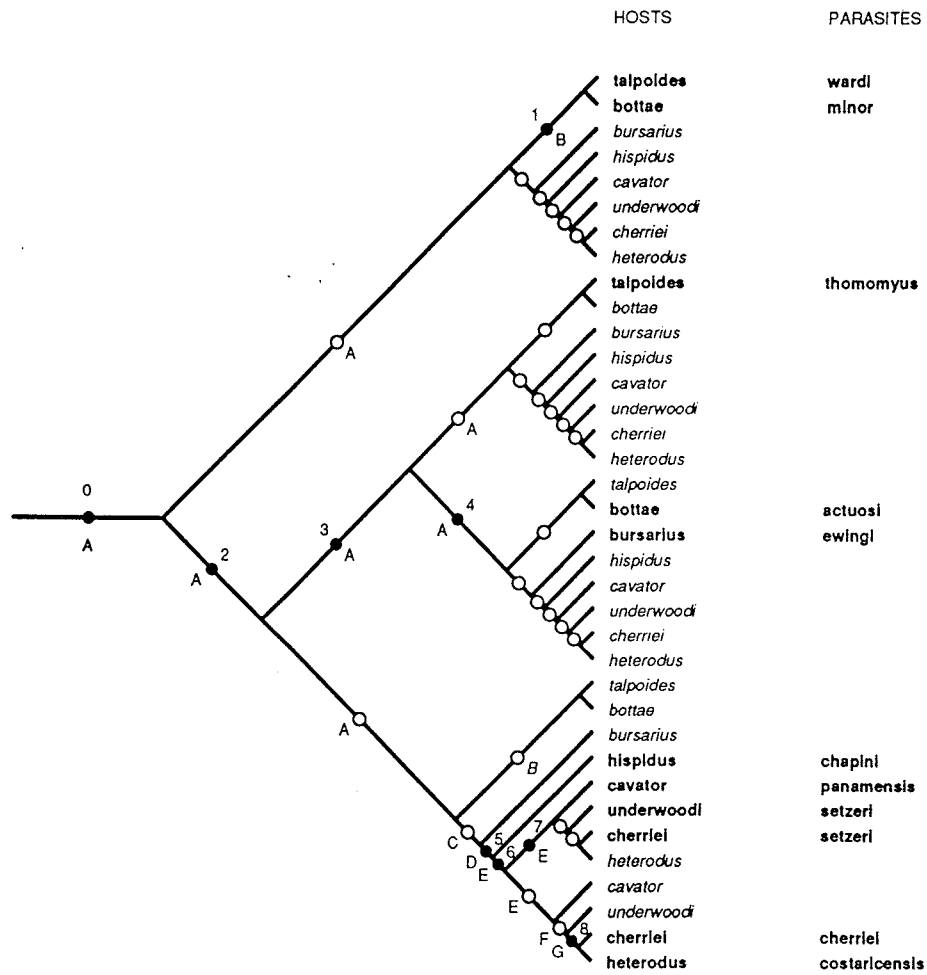 HOSTS PARASITES
talpoides wardi
bottae minor
1
B
bursarius
hispidus
cavator
underwoodi
cherriei
heterodus
talpoides thomomyus
bottae
bursarius
A
hispidus
cavator
underwoodi
A
cherriei
heterodus
talpoides
0
bottae actuosi
4
A
3
bursarius ewingi
A
A
2
hispidus
A
cavator
underwoodi
cherriei
heterodus
talpoides
bottae
A
bursarius
hispidus chapini
B
cavator panamensis
underwoodi setzeri
7
C
5
cherriei setzeri
D
6
E
E
heterodus
cavator
E
underwoodi
F
8
cherriei cherriei
G
heterodus costaricensis